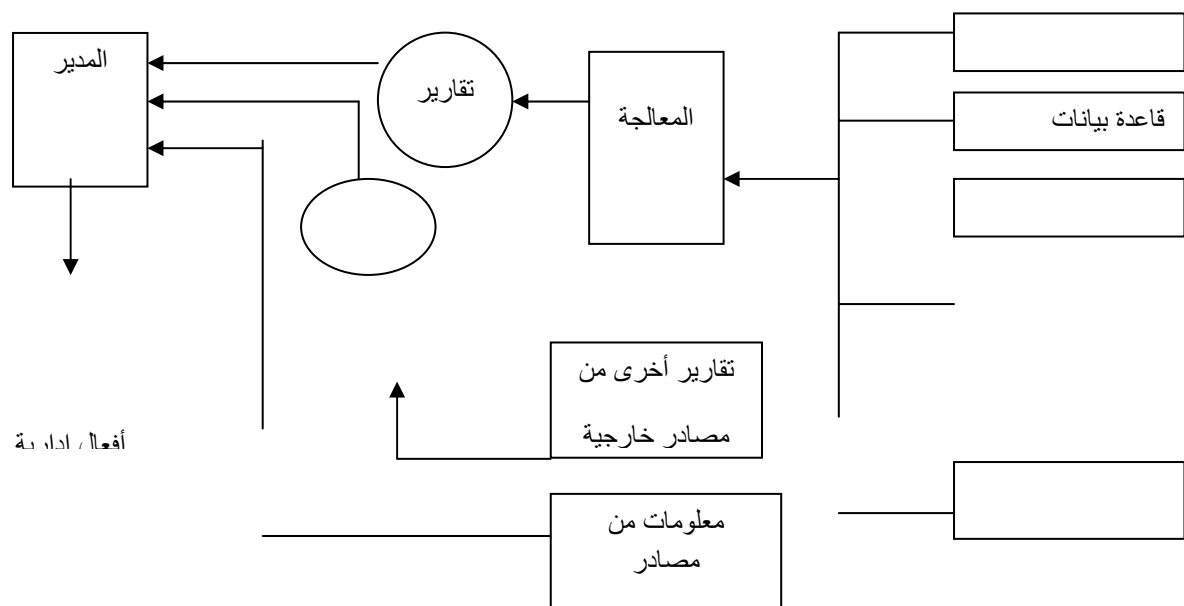 المدير
تقارير
المعالجة
قاعدة بيانات
تقارير أخرى من
مصادر خارجية
أفعال إدارية
معلومات من
مصادر